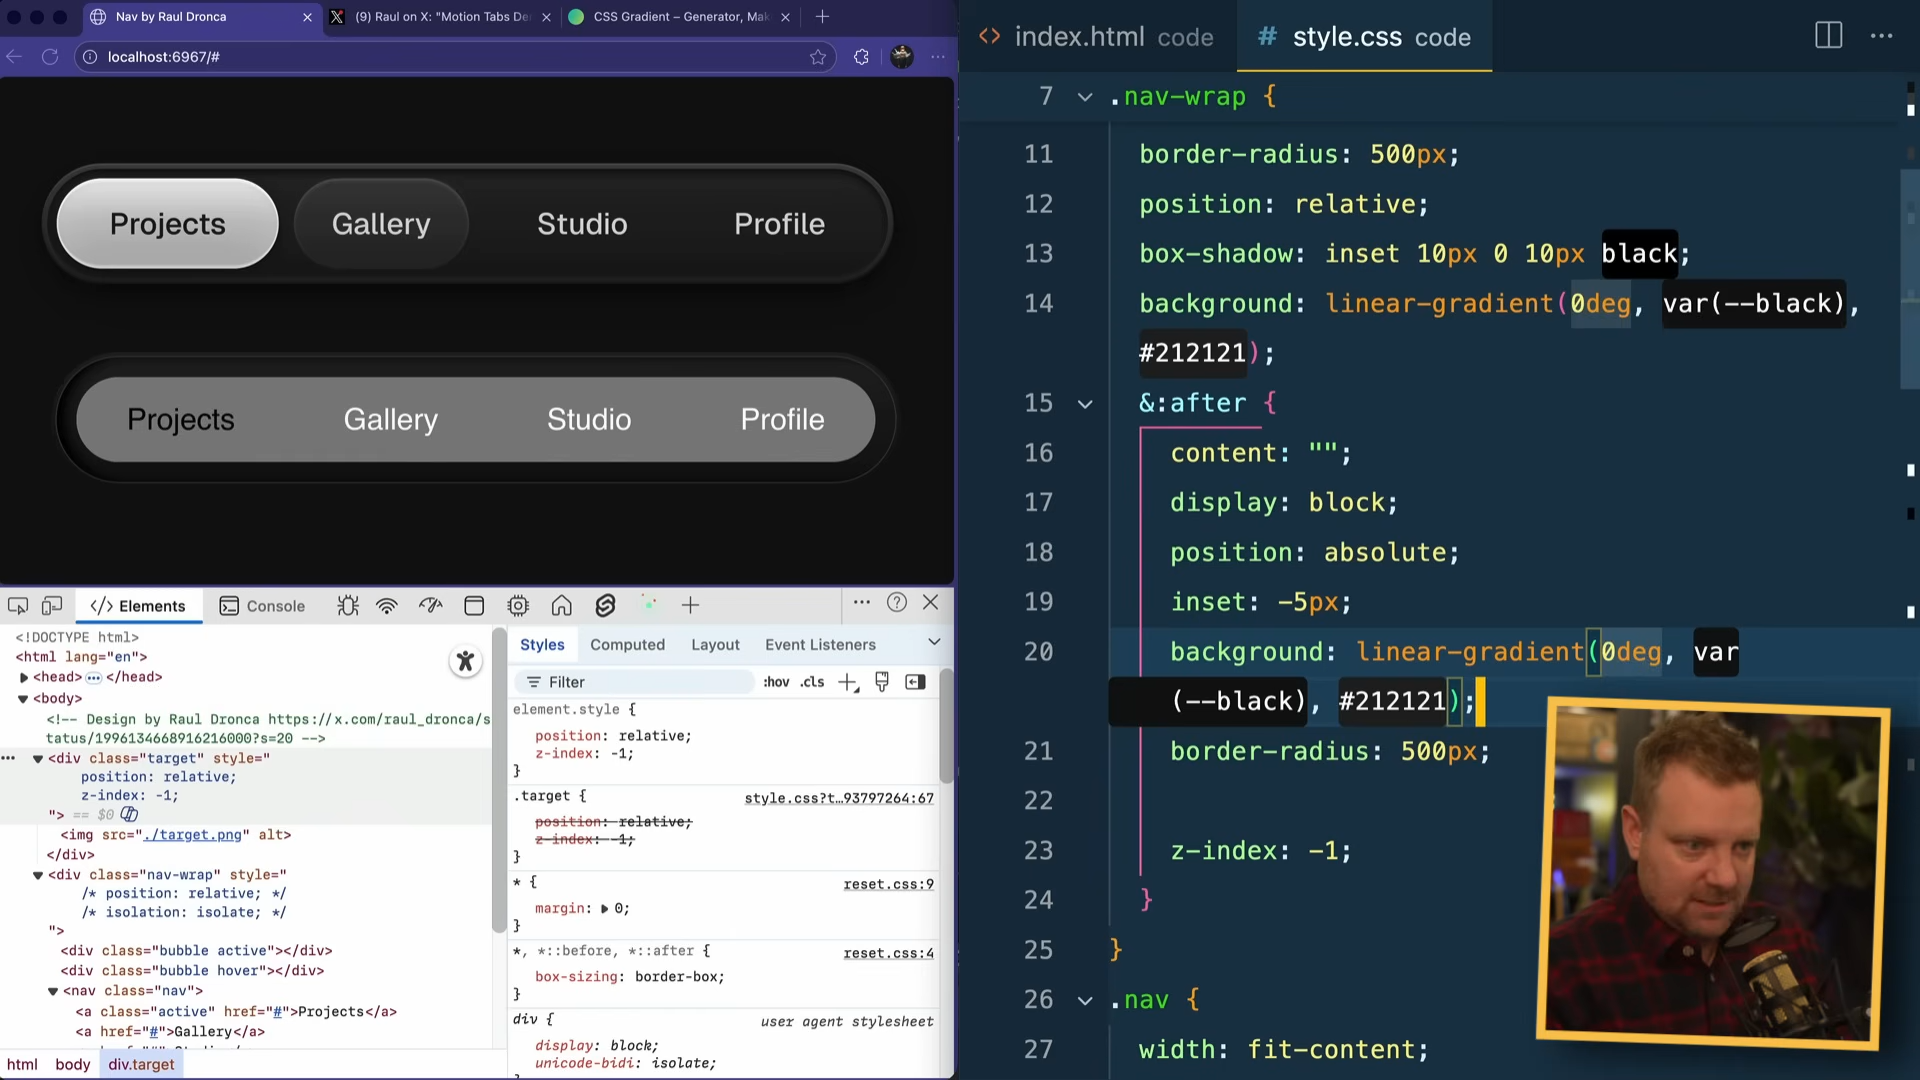 Nav by Raul Dronca
(9) Raul on X: "Motion Tabs De
CSS Gradient – Generator, Mak
localhost:6967/#
Projects
Gallery
Studio
Profile
Projects
Gallery
Studio
Profile
Elements
Console
<!DOCTYPE html>
<html lang="en">
<head> ••• </head>
<body>
<!-- Design by Raul Dronca https://x.com/raul_dronca/s
tatus/1996134668916216000?s=20 -->
<div class="target" style="
position: relative;
z-index: -1;
"> == $0
<img src="./target.png" alt>
</div>
<div class="nav-wrap" style="
/* position: relative; */
/* isolation: isolate; */
">
<div class="bubble active"></div>
<div class="bubble hover"></div>
<nav class="nav">
<a class="active" href="#">Projects</a>
<a href="#">Gallery</a>
html
body
div.target
Styles
Computed
Layout
Event Listeners
Filter
:hov .cls
element.style {
position: relative;
z-index: -1;
}
.target {
style.css?t…93797264:67
position: relative;
z-index: -1;
}
* {
reset.css:9
margin: 0;
}
*, *::before, *::after {
reset.css:4
box-sizing: border-box;
}
div {
user agent stylesheet
display: block;
unicode-bidi: isolate;
index.html code
# style.css code
7 .nav-wrap {
11 border-radius: 500px;
12 position: relative;
13 box-shadow: inset 10px 0 10px black;
14 background: linear-gradient(0deg, var(--black),
#212121);
15 &:after {
16 content: "";
17 display: block;
18 position: absolute;
19 inset: -5px;
20 background: linear-gradient(0deg, var
(--black), #212121);
21 border-radius: 500px;
22
23 z-index: -1;
24 }
25 }
26 .nav {
27 width: fit-content;